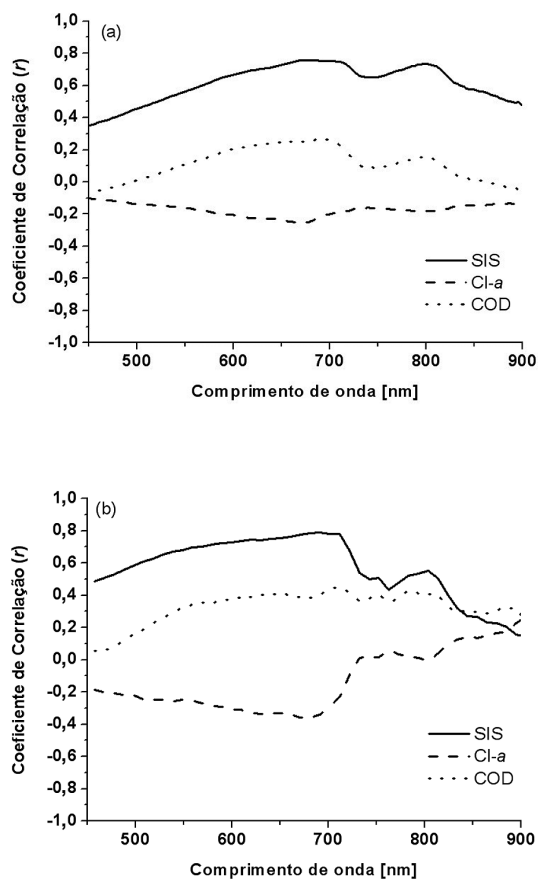 (a)
Coeficiente de Correlação (r)
1,0
0,8
0,6
0,4
0,2
0,0
-0,2
-0,4
-0,6
-0,8
-1,0
SIS
Cl-a
COD
500 600 700 800 900
Comprimento de onda [nm]
(b)
Coeficiente de Correlação (r)
1,0
0,8
0,6
0,4
0,2
0,0
-0,2
-0,4
-0,6
-0,8
-1,0
SIS
Cl-a
COD
500 600 700 800 900
Comprimento de onda [nm]